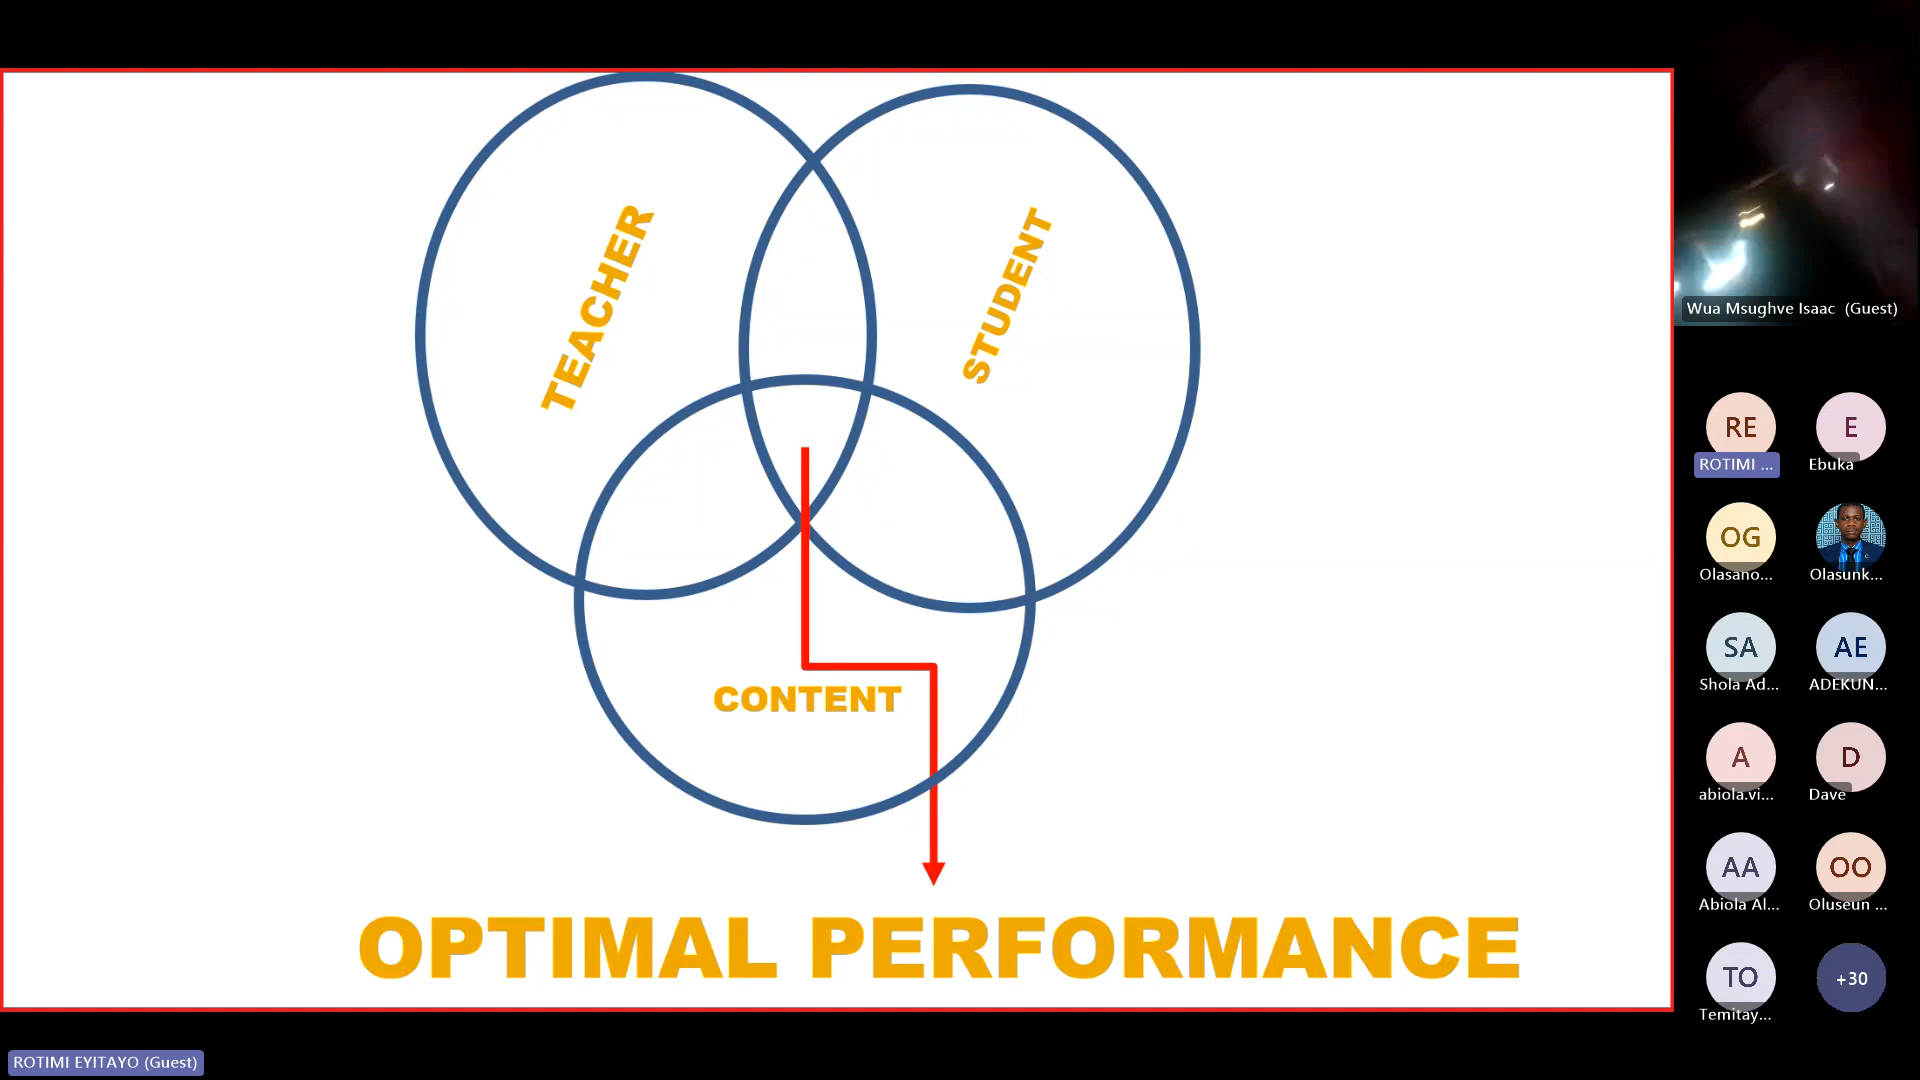 TEACHER
STUDENT
CONTENT
OPTIMAL PERFORMANCE
Wua Msughve Isaac (Guest)
RE
ROTIMI ...
E
Ebuka
OG
Olasano...
Olasunk...
SA
Shola Ad...
AE
ADEKUN...
A
abiola.vi...
D
Dave
AA
Abiola Al...
OO
Oluseun ...
TO
Temitay...
+30
ROTIMI EYITAYO (Guest)